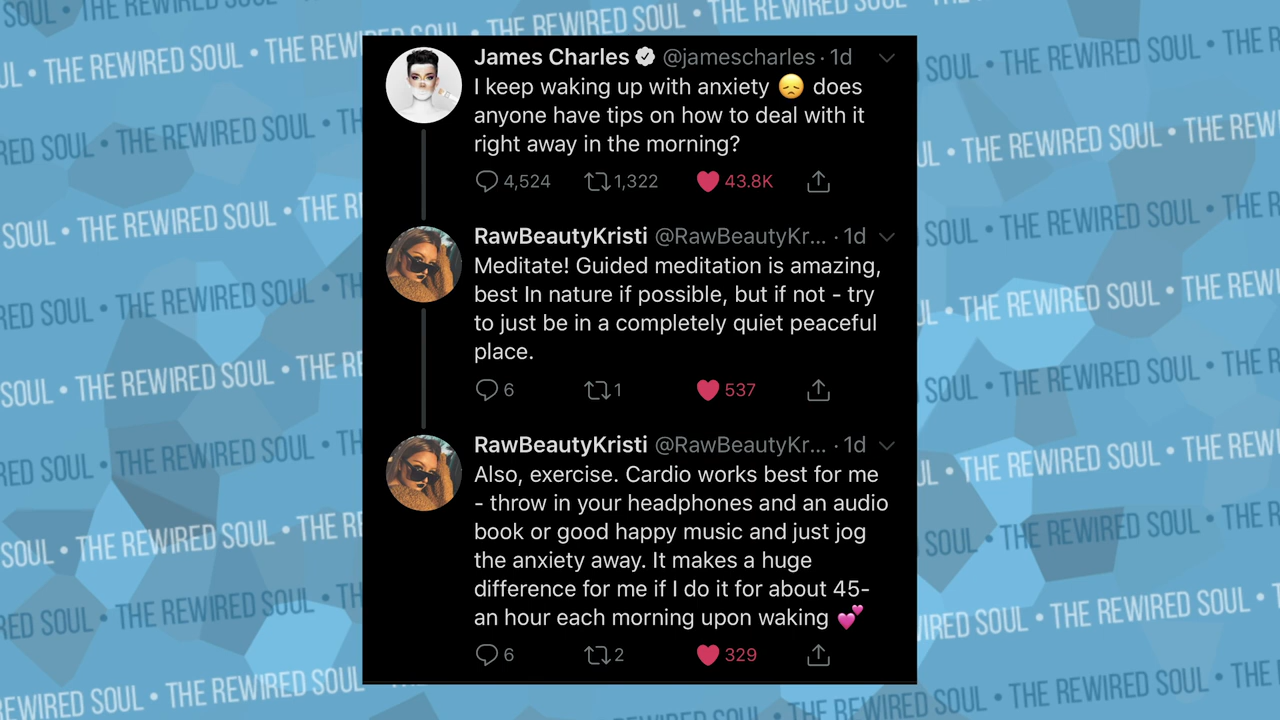 James Charles @jamescharles · 1d
I keep waking up with anxiety 😞 does
anyone have tips on how to deal with it
right away in the morning?
4,524 1,322 43.8K
RawBeautyKristi @RawBeautyKr... · 1d
Meditate! Guided meditation is amazing,
best In nature if possible, but if not - try
to just be in a completely quiet peaceful
place.
6 1 537
RawBeautyKristi @RawBeautyKr... · 1d
Also, exercise. Cardio works best for me
- throw in your headphones and an audio
book or good happy music and just jog
the anxiety away. It makes a huge
difference for me if I do it for about 45-
an hour each morning upon waking 💕
6 2 329
THE REWIRED SOUL • THE REWIRED SOUL